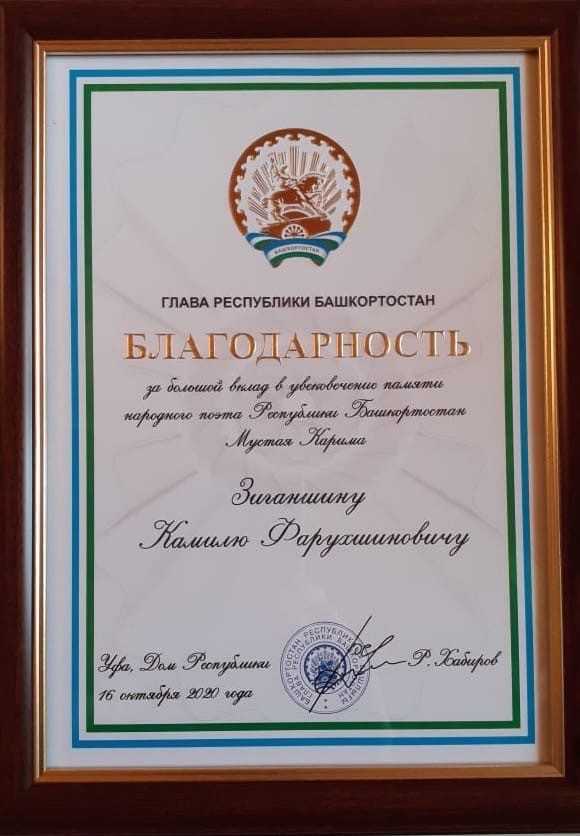 БАШКОРТОСТАН
ГЛАВА РЕСПУБЛИКИ БАШКОРТОСТАН
БЛАГОДАРНОСТЬ
за большой вклад в увековечение памяти
народного поэта Республики Башкортостан
Мустая Карима
Зиганшину
Камилю Фарухшиновичу
Уфа, Дом Республики
16 октября 2020 года
Р. Хабиров